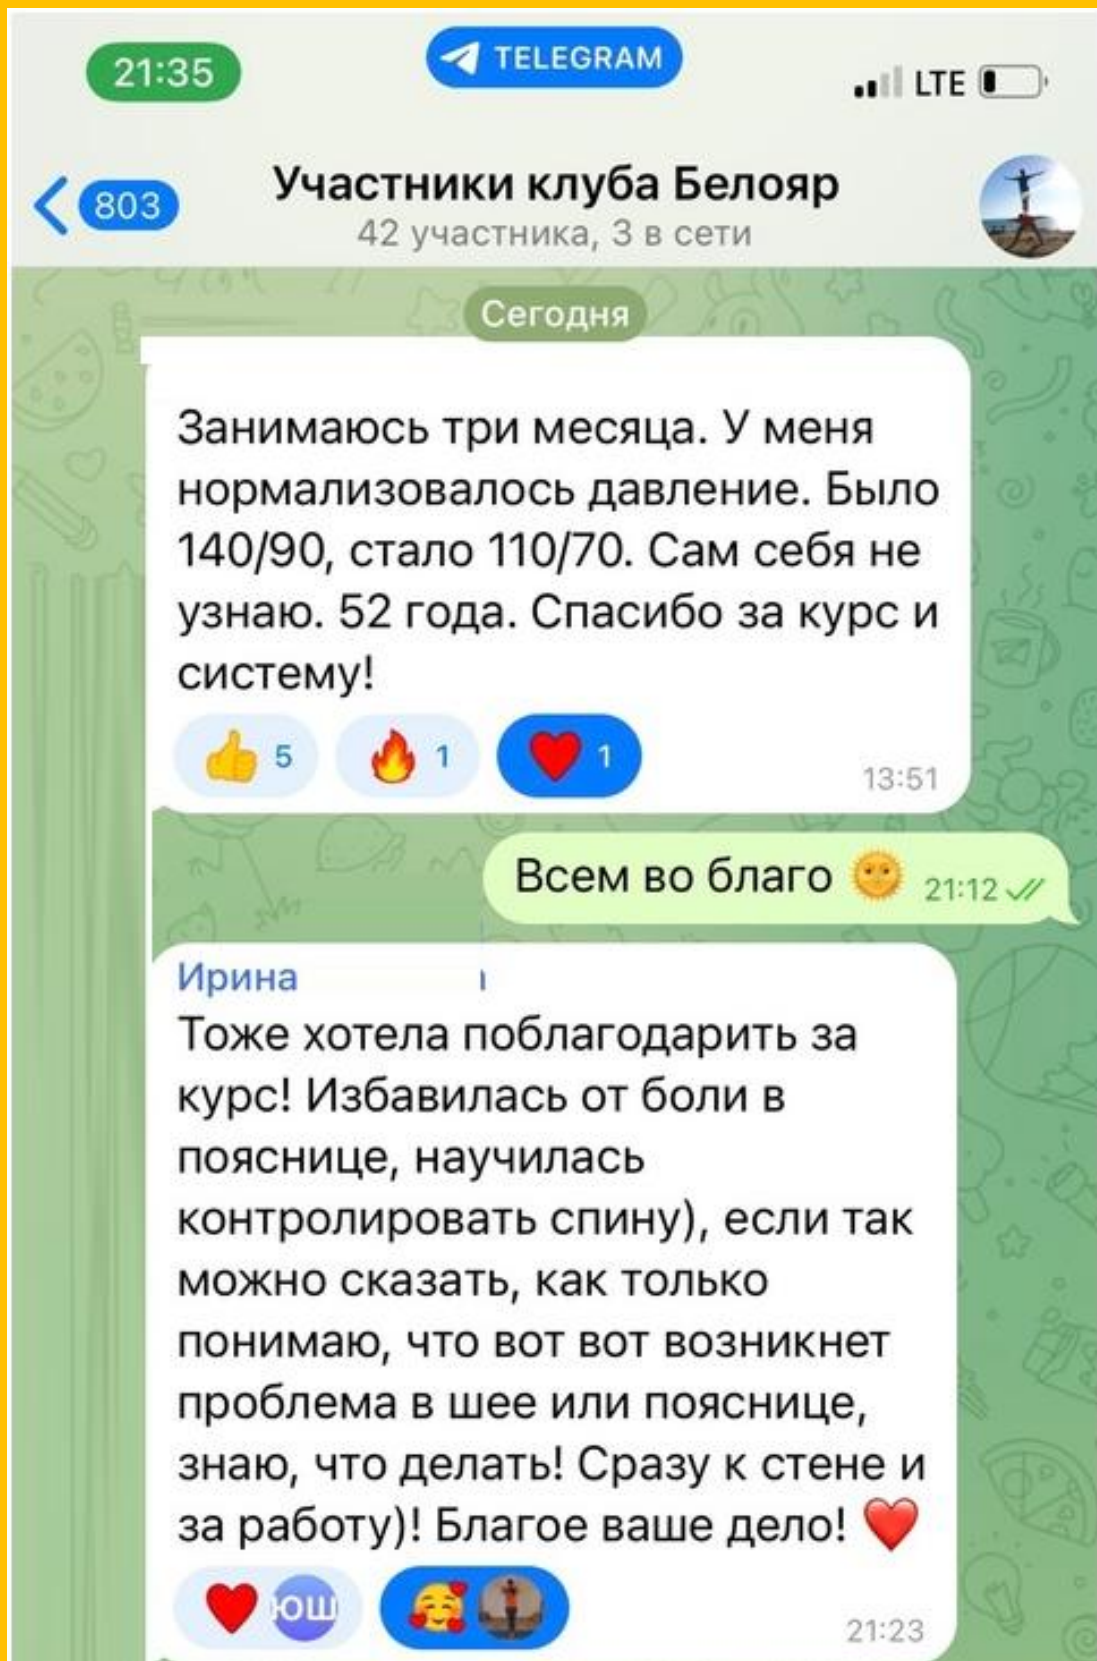 21:35
TELEGRAM
LTE
803
Участники клуба Белояр
42 участника, 3 в сети
Сегодня
Занимаюсь три месяца. У меня
нормализовалось давление. Было
140/90, стало 110/70. Сам себя не
узнаю. 52 года. Спасибо за курс и
систему!
👍 5 🔥 1 ❤️ 1
13:51
Всем во благо 🌞 21:12
Ирина
Тоже хотела поблагодарить за
курс! Избавилась от боли в
пояснице, научилась
контролировать спину), если так
можно сказать, как только
понимаю, что вот вот возникнет
проблема в шее или пояснице,
знаю, что делать! Сразу к стене и
за работу)! Благое ваше дело! ❤️
❤️ ЮШ 🥰
21:23